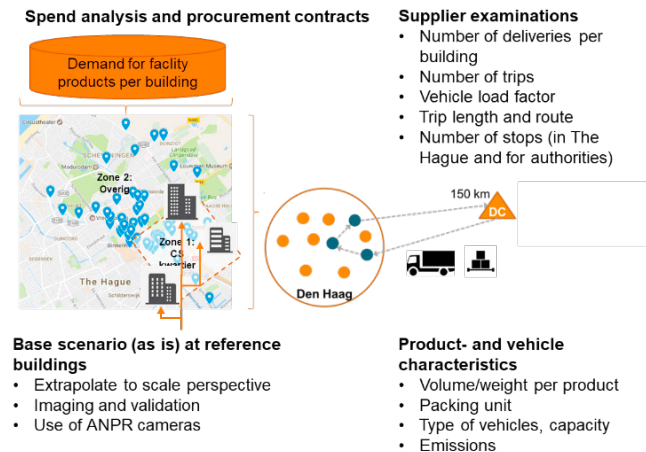 Spend analysis and procurement contracts
Demand for faclity
products per building
Zone 2:
Overig
Zone 1:
CS
kwartier
The Hague
Base scenario (as is) at reference
buildings
• Extrapolate to scale perspective
• Imaging and validation
• Use of ANPR cameras
Supplier examinations
• Number of deliveries per
building
• Number of trips
• Vehicle load factor
• Trip length and route
• Number of stops (in The
Hague and for authorities)
150 km
DC
Den Haag
Product- and vehicle
characteristics
• Volume/weight per product
• Packing unit
• Type of vehicles, capacity
• Emissions